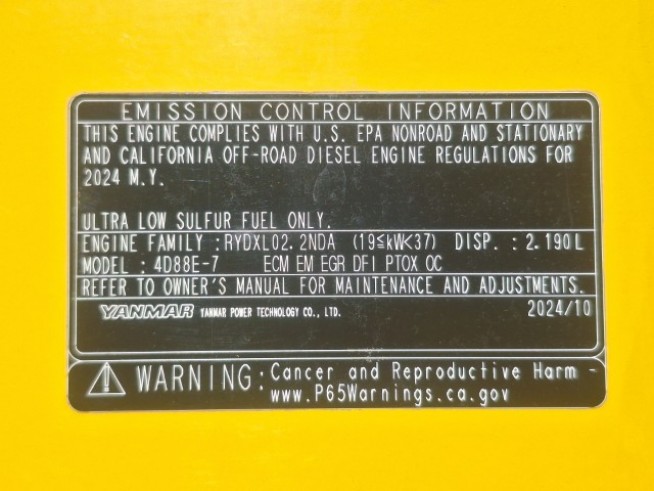 EMISSION CONTROL INFORMATION
THIS ENGINE COMPLIES WITH U.S. EPA NONROAD AND STATIONARY
AND CALIFORNIA OFF-ROAD DIESEL ENGINE REGULATIONS FOR
2024 M.Y.
ULTRA LOW SULFUR FUEL ONLY.
ENGINE FAMILY :RYDXL02.2NDA (19≦kW<37) DISP. : 2.190L
MODEL : 4D88E-7 ECM EM EGR DFI PTOX OC
REFER TO OWNER'S MANUAL FOR MAINTENANCE AND ADJUSTMENTS.
YANMAR YANMAR POWER TECHNOLOGY CO., LTD. 2024/10
WARNING: Cancer and Reproductive Harm -
www.P65Warnings.ca.gov